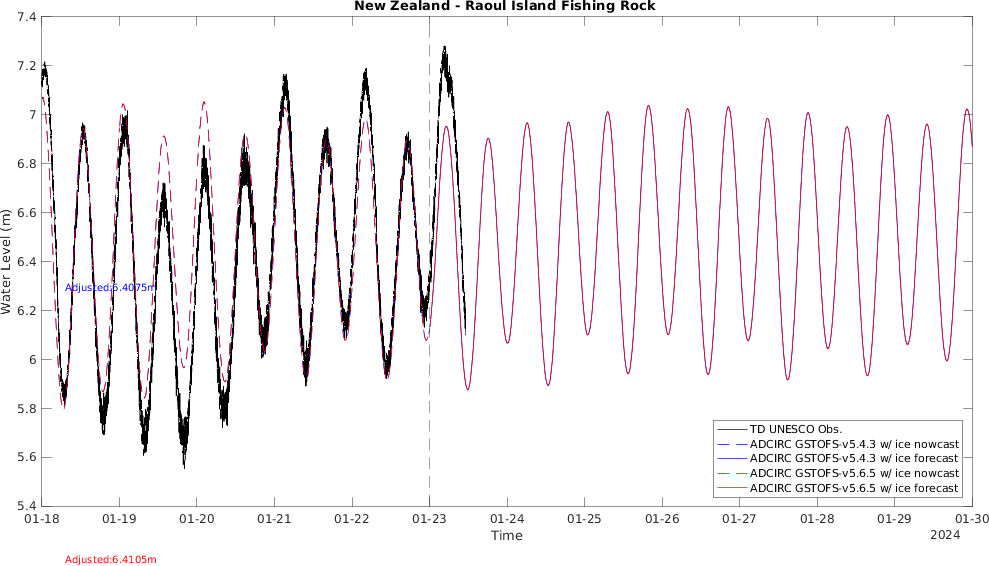 New Zealand - Raoul Island Fishing Rock
7.4
7.2
7
6.8
6.6
6.4
6.2
6
5.8
5.6
5.4
Water Level (m)
Adjusted:6.4075m
TD UNESCO Obs.
ADCIRC GSTOFS-v5.4.3 w/ ice nowcast
ADCIRC GSTOFS-v5.4.3 w/ ice forecast
ADCIRC GSTOFS-v5.6.5 w/ ice nowcast
ADCIRC GSTOFS-v5.6.5 w/ ice forecast
01-18 01-19 01-20 01-21 01-22 01-23 01-24 01-25 01-26 01-27 01-28 01-29 01-30
Time
2024
Adjusted:6.4105m